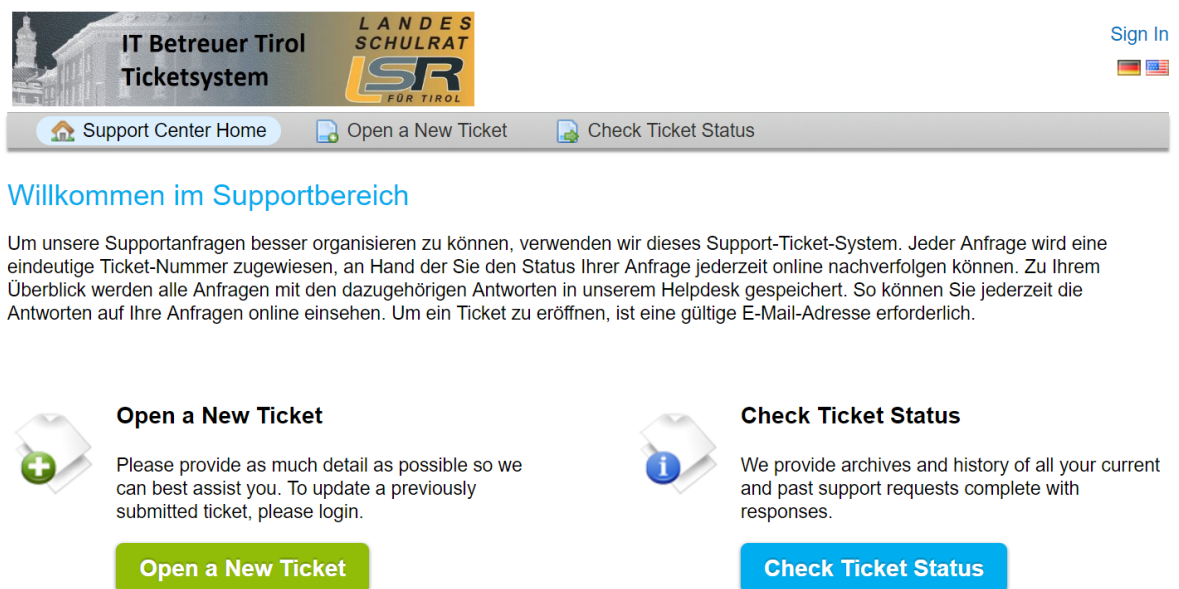 IT Betreuer Tirol
Ticketsystem
LANDES
SCHULRAT
LSR
FÜR TIROL
Sign In
Support Center Home
Open a New Ticket
Check Ticket Status
Willkommen im Supportbereich
Um unsere Supportanfragen besser organisieren zu können, verwenden wir dieses Support-Ticket-System. Jeder Anfrage wird eine
eindeutige Ticket-Nummer zugewiesen, an Hand der Sie den Status Ihrer Anfrage jederzeit online nachverfolgen können. Zu Ihrem
Überblick werden alle Anfragen mit den dazugehörigen Antworten in unserem Helpdesk gespeichert. So können Sie jederzeit die
Antworten auf Ihre Anfragen online einsehen. Um ein Ticket zu eröffnen, ist eine gültige E-Mail-Adresse erforderlich.
Open a New Ticket
Please provide as much detail as possible so we
can best assist you. To update a previously
submitted ticket, please login.
Open a New Ticket
Check Ticket Status
We provide archives and history of all your current
and past support requests complete with
responses.
Check Ticket Status